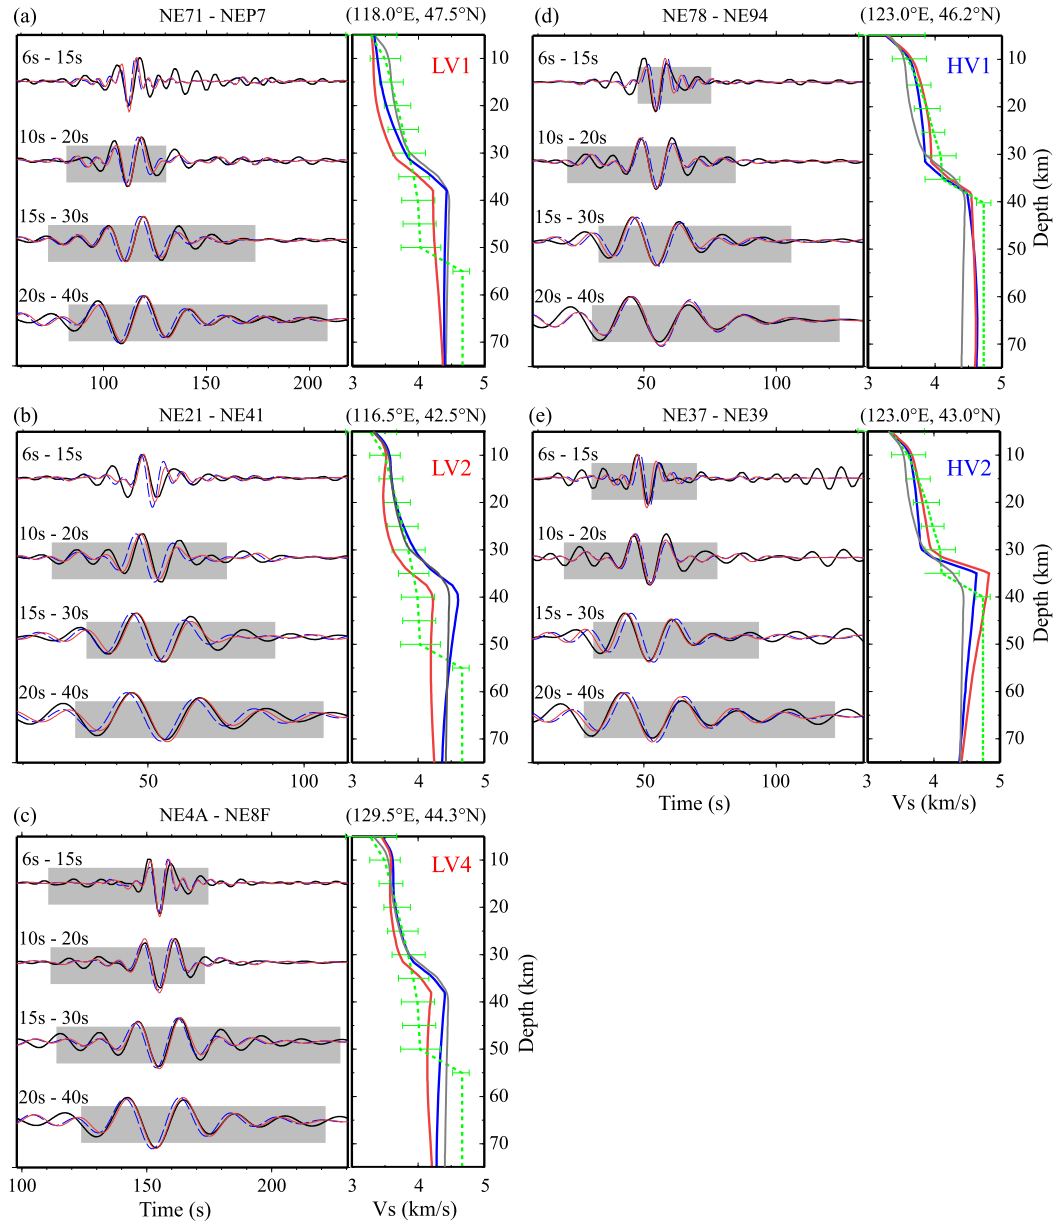 (a) NE71 - NEP7 (118.0°E, 47.5°N)
6s - 15s
10s - 20s
15s - 30s
20s - 40s
LV1
10
20
30
40
50
60
70
100 150 200 3 4 5
(d) NE78 - NE94 (123.0°E, 46.2°N)
6s - 15s
10s - 20s
15s - 30s
20s - 40s
HV1
10
20
30
40
50
60
70
Depth (km)
50 100 3 4 5
(b) NE21 - NE41 (116.5°E, 42.5°N)
6s - 15s
10s - 20s
15s - 30s
20s - 40s
LV2
10
20
30
40
50
60
70
50 100 3 4 5
(e) NE37 - NE39 (123.0°E, 43.0°N)
6s - 15s
10s - 20s
15s - 30s
20s - 40s
HV2
10
20
30
40
50
60
70
Depth (km)
50 100 3 4 5
Time (s) Vs (km/s)
(c) NE4A - NE8F (129.5°E, 44.3°N)
6s - 15s
10s - 20s
15s - 30s
20s - 40s
LV4
10
20
30
40
50
60
70
Depth (km)
100 150 200 3 4 5
Time (s) Vs (km/s)